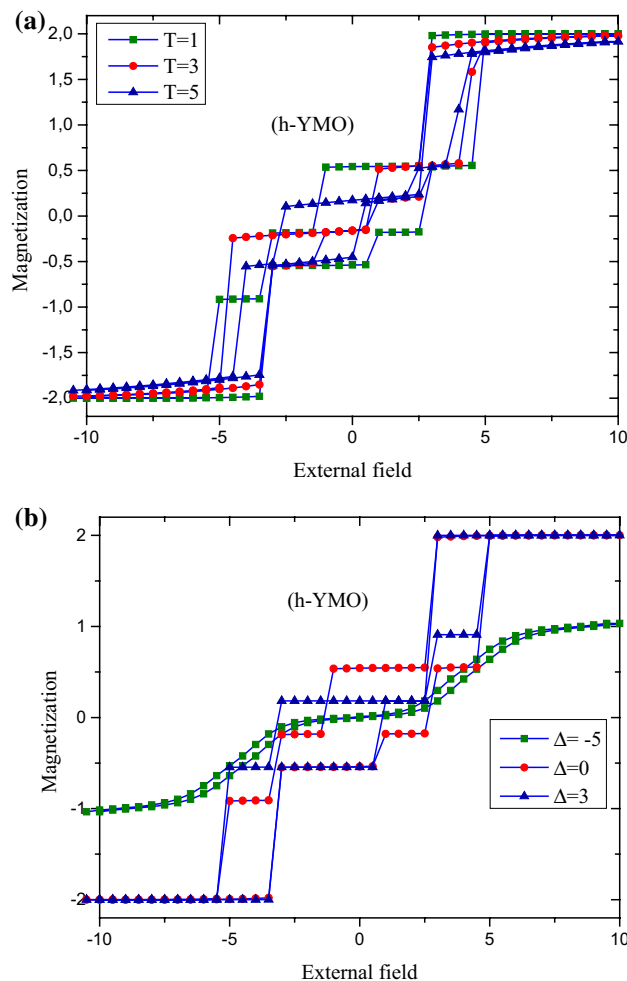 (a)
T=1
T=3
T=5
(h-YMO)
Magnetization
2,0
1,5
1,0
0,5
0,0
-0,5
-1,0
-1,5
-2,0
-10
-5
0
5
10
External field
(b)
(h-YMO)
Δ= -5
Δ=0
Δ=3
Magnetization
2
1
0
-1
-2
-10
-5
0
5
10
External field